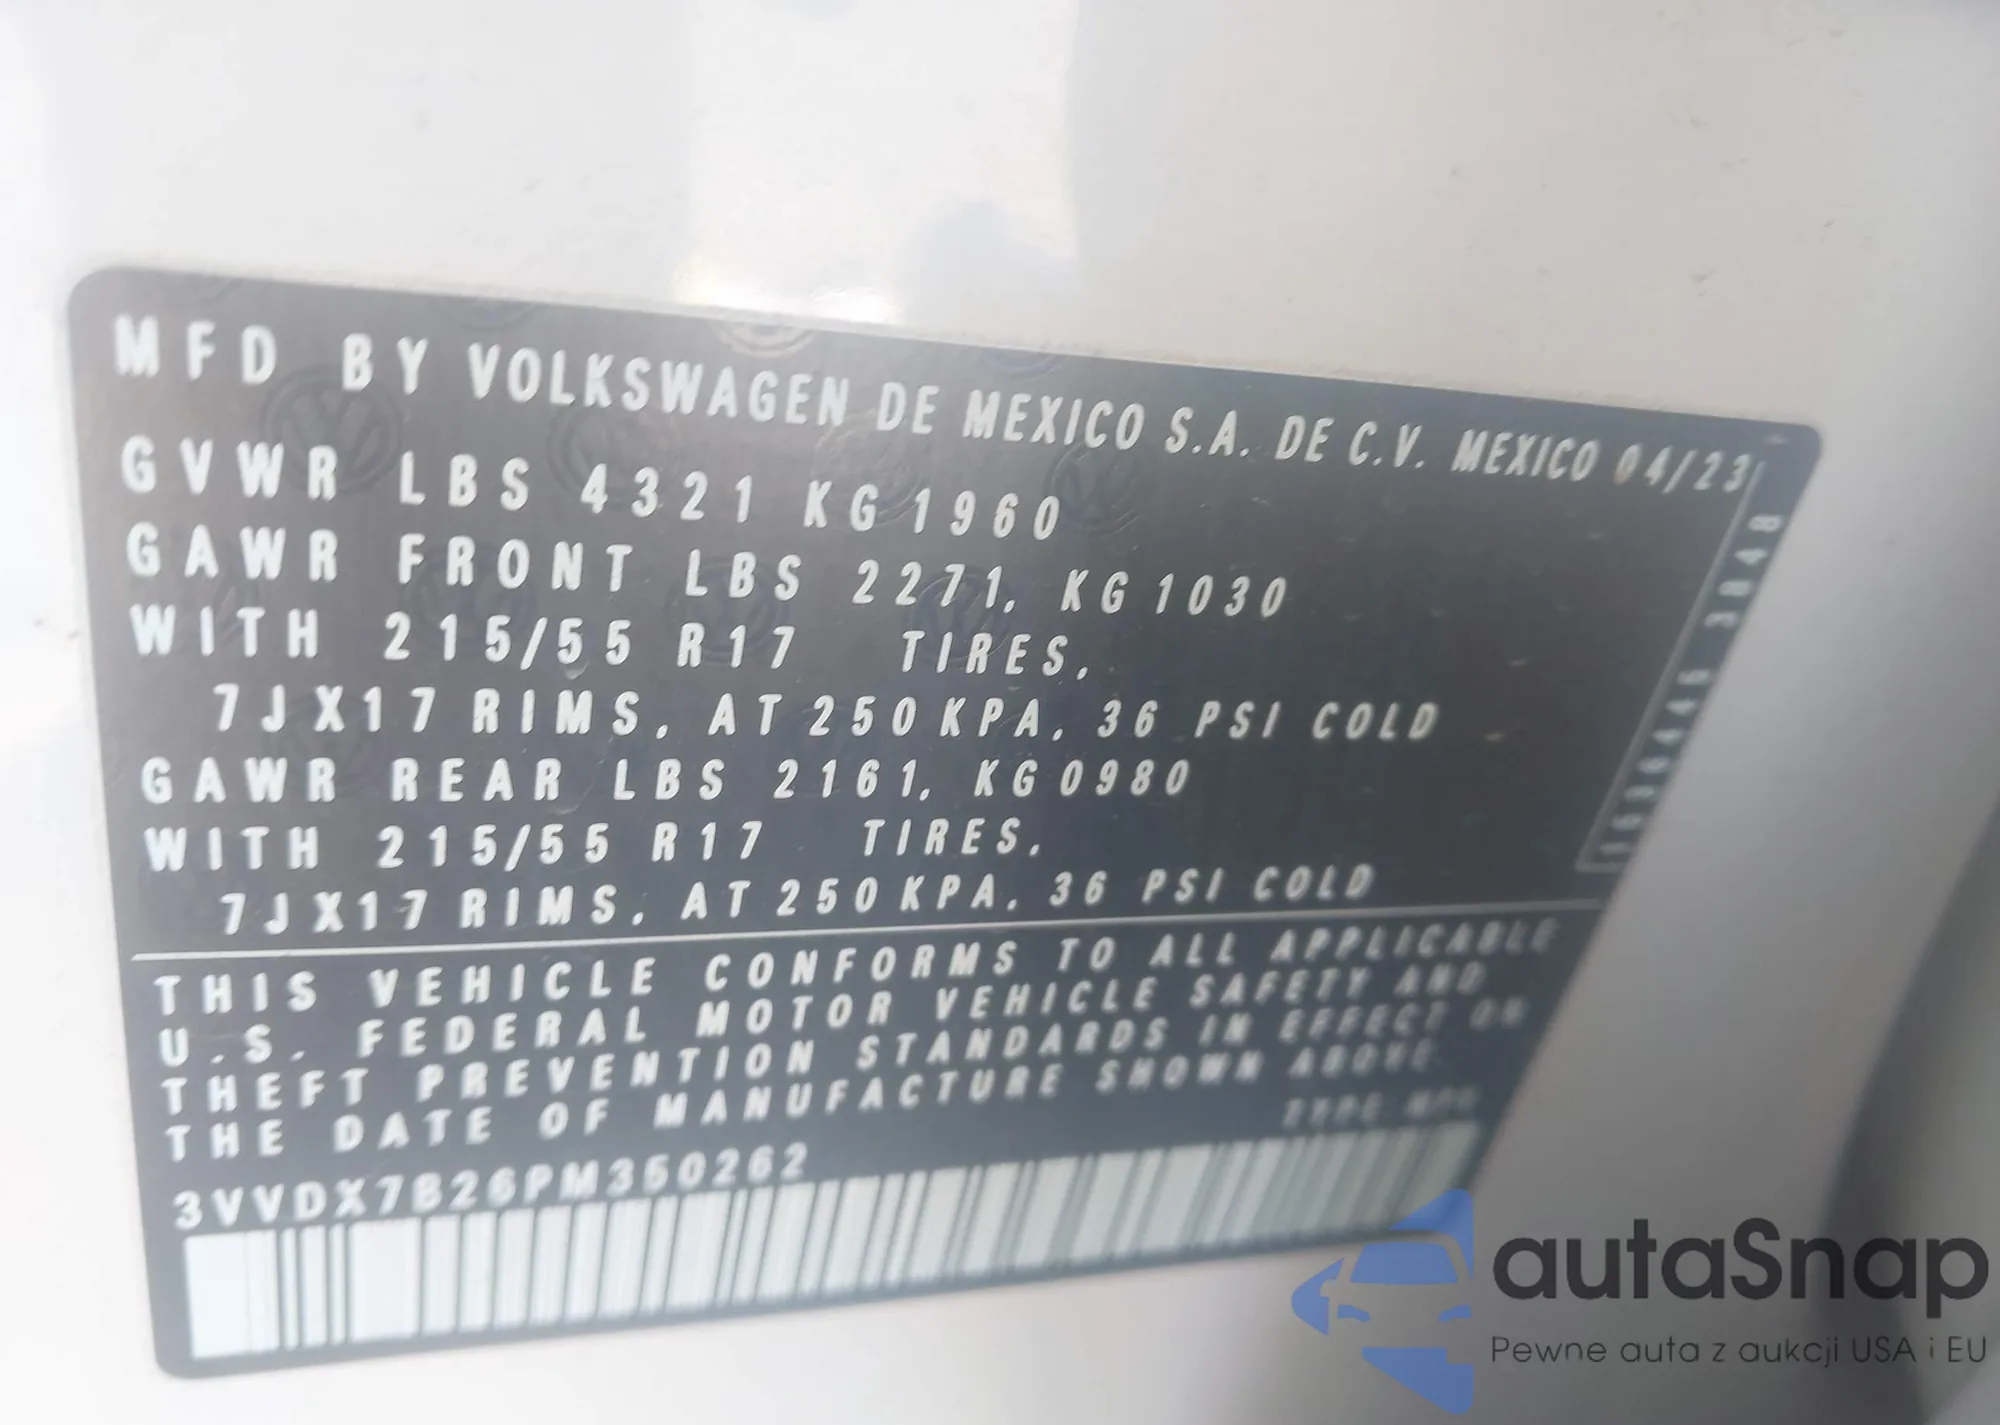 MFD BY VOLKSWAGEN DE MEXICO S.A. DE C.V. MEXICO 04/23
GVWR LBS 4321 KG 1960
GAWR FRONT LBS 2271, KG 1030
WITH 215/55 R17 TIRES,
7JX17 RIMS, AT 250 KPA, 36 PSI COLD
GAWR REAR LBS 2161, KG 0980
WITH 215/55 R17 TIRES,
7JX17 RIMS, AT 250 KPA, 36 PSI COLD
THIS VEHICLE CONFORMS TO ALL APPLICABLE
U.S. FEDERAL MOTOR VEHICLE SAFETY AND
THEFT PREVENTION STANDARDS IN EFFECT ON
THE DATE OF MANUFACTURE SHOWN ABOVE
TYPE: MPV
3VVDX7B26PM350262
autaSnap
Pewne auta z aukcji USA i EU